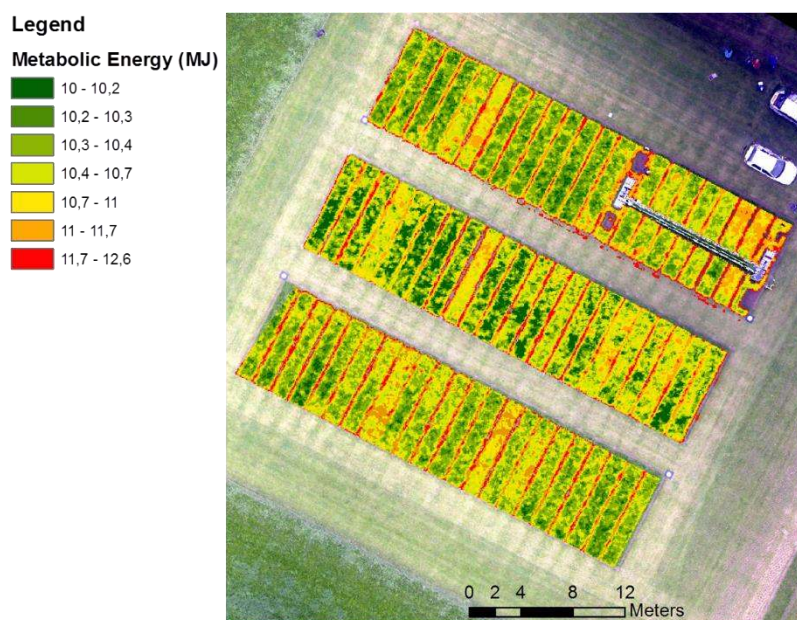 Legend
Metabolic Energy (MJ)
10 - 10,2
10,2 - 10,3
10,3 - 10,4
10,4 - 10,7
10,7 - 11
11 - 11,7
11,7 - 12,6
0 2 4 8 12
Meters